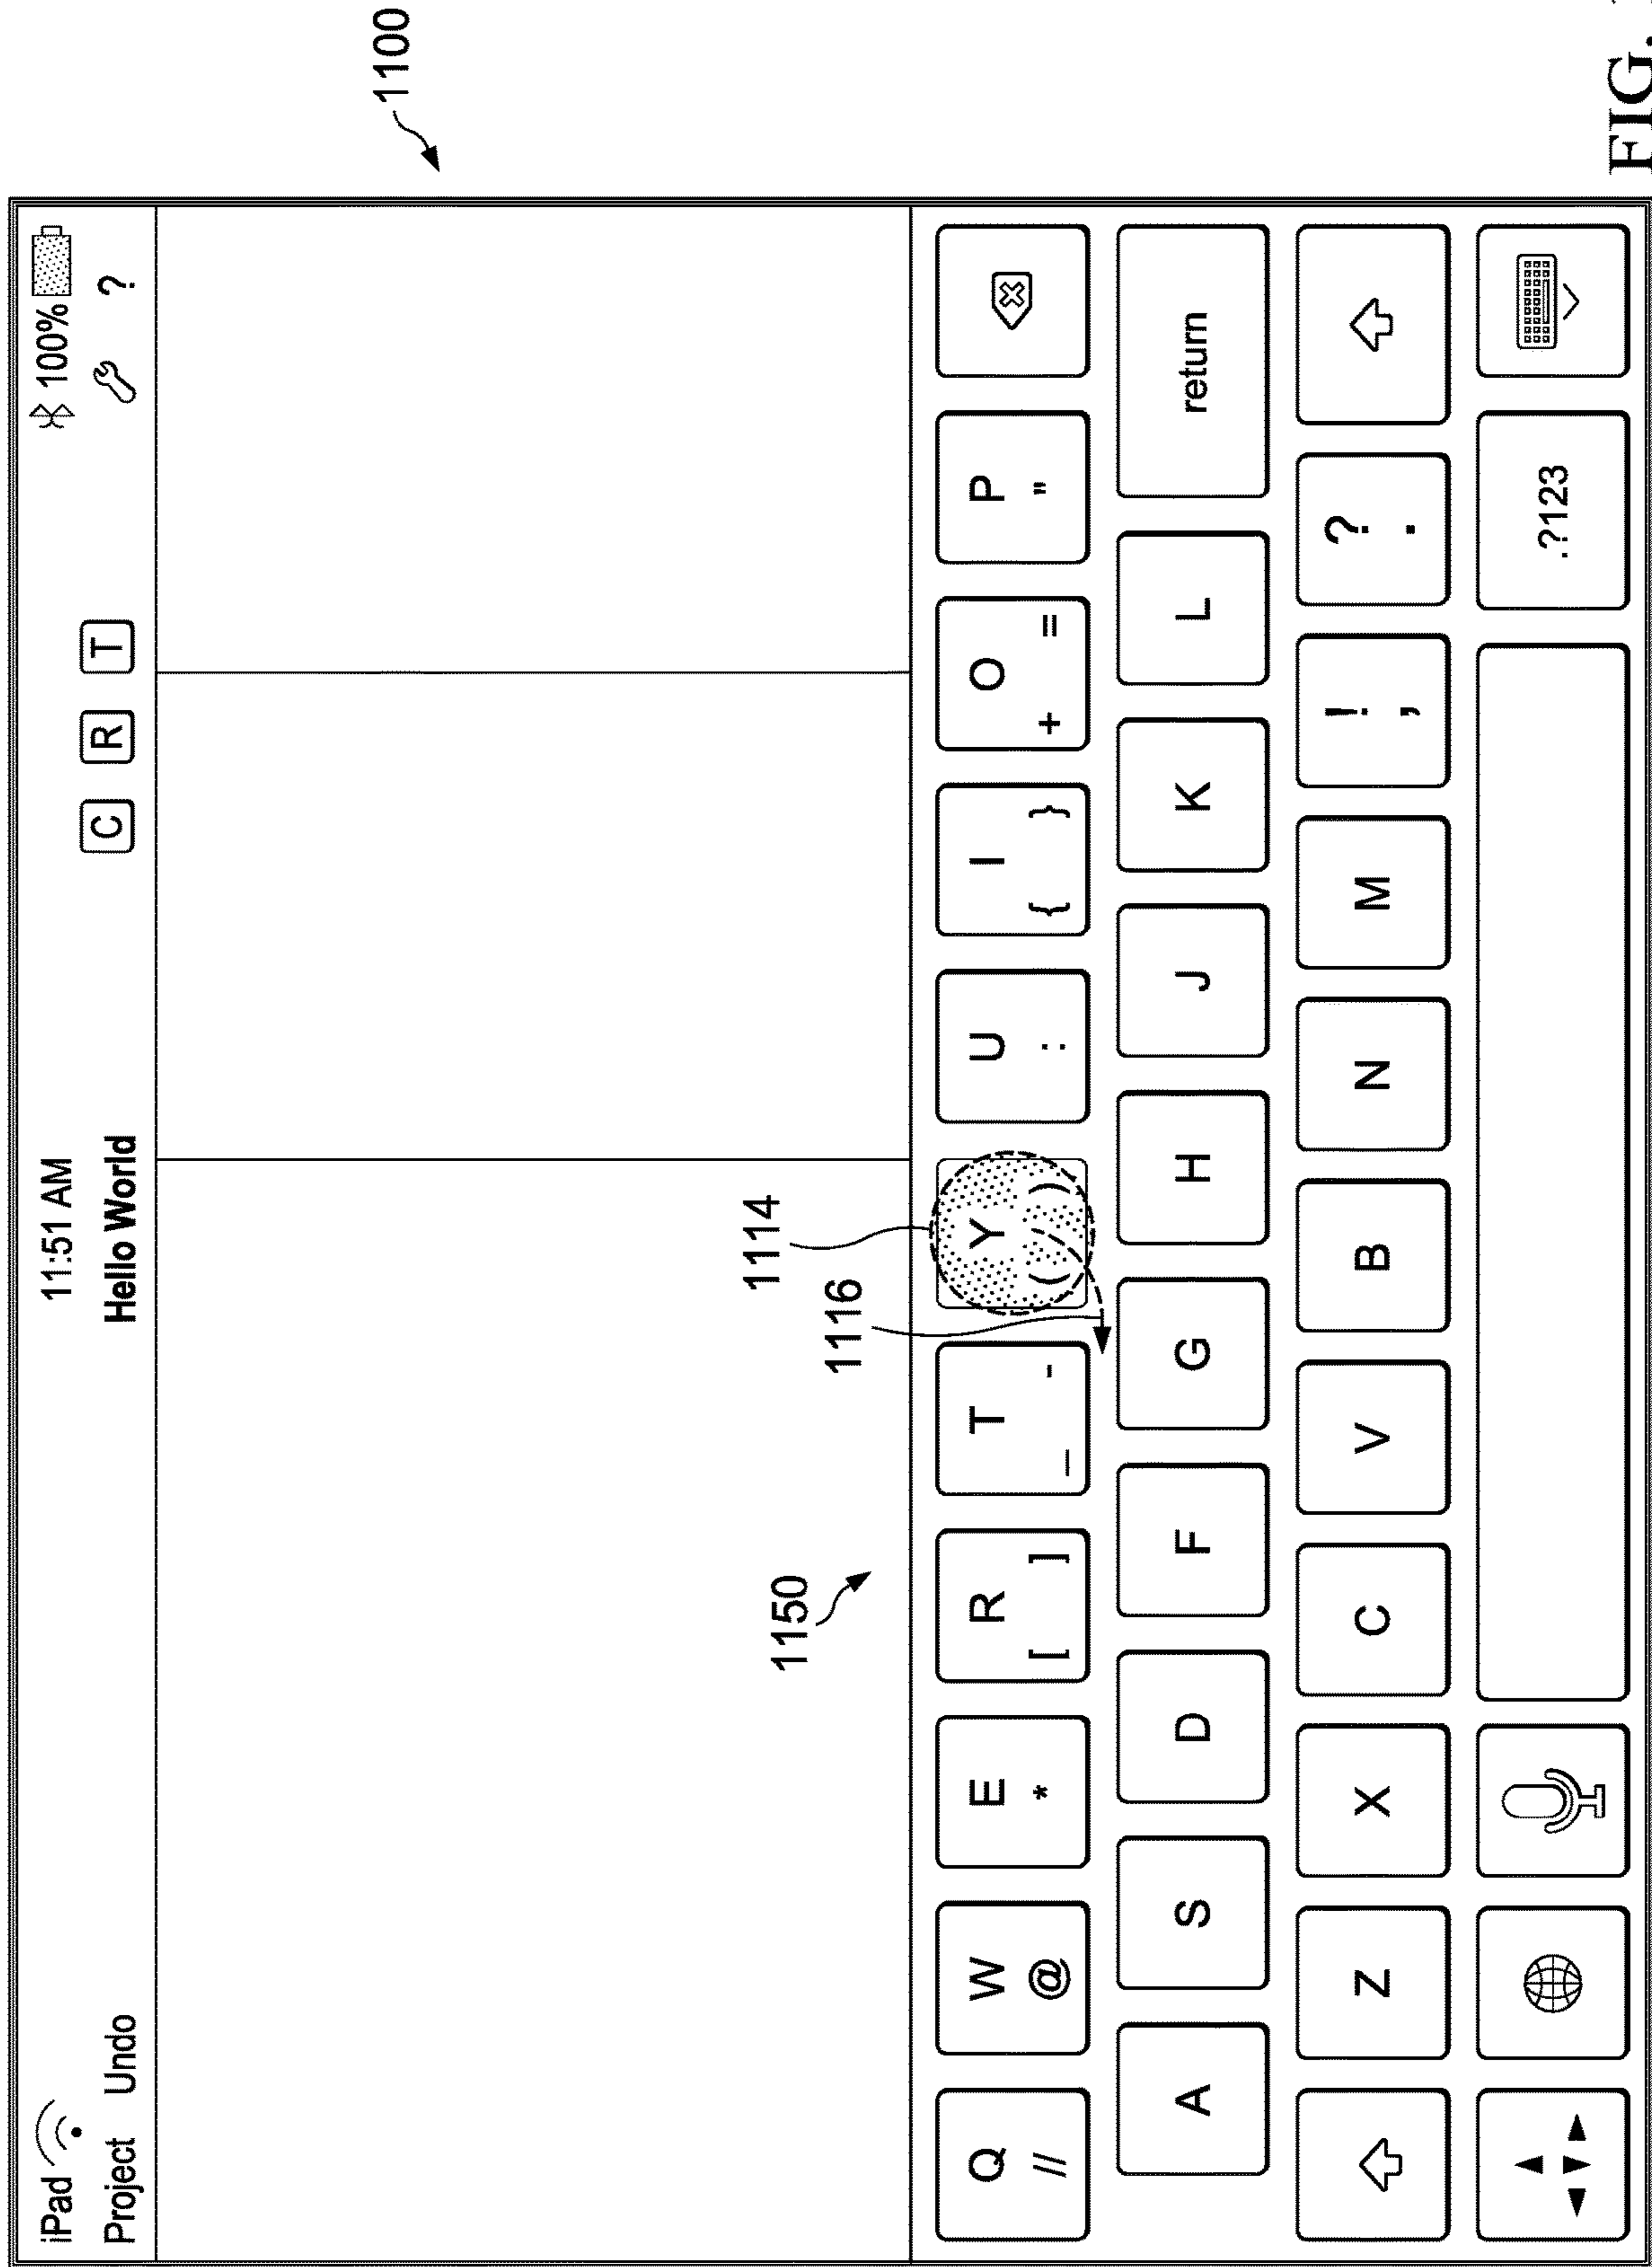 iPad 11:51 AM 100%
Project Undo Hello World C R T ?
1100
1114
1116
1150
Q W E R T Y U I O P
// @ * [ ] _ - ( ) : { } + = "
A S D F G H J K L return
Z X C V B N M ! ?
, .
.?123
FIG.